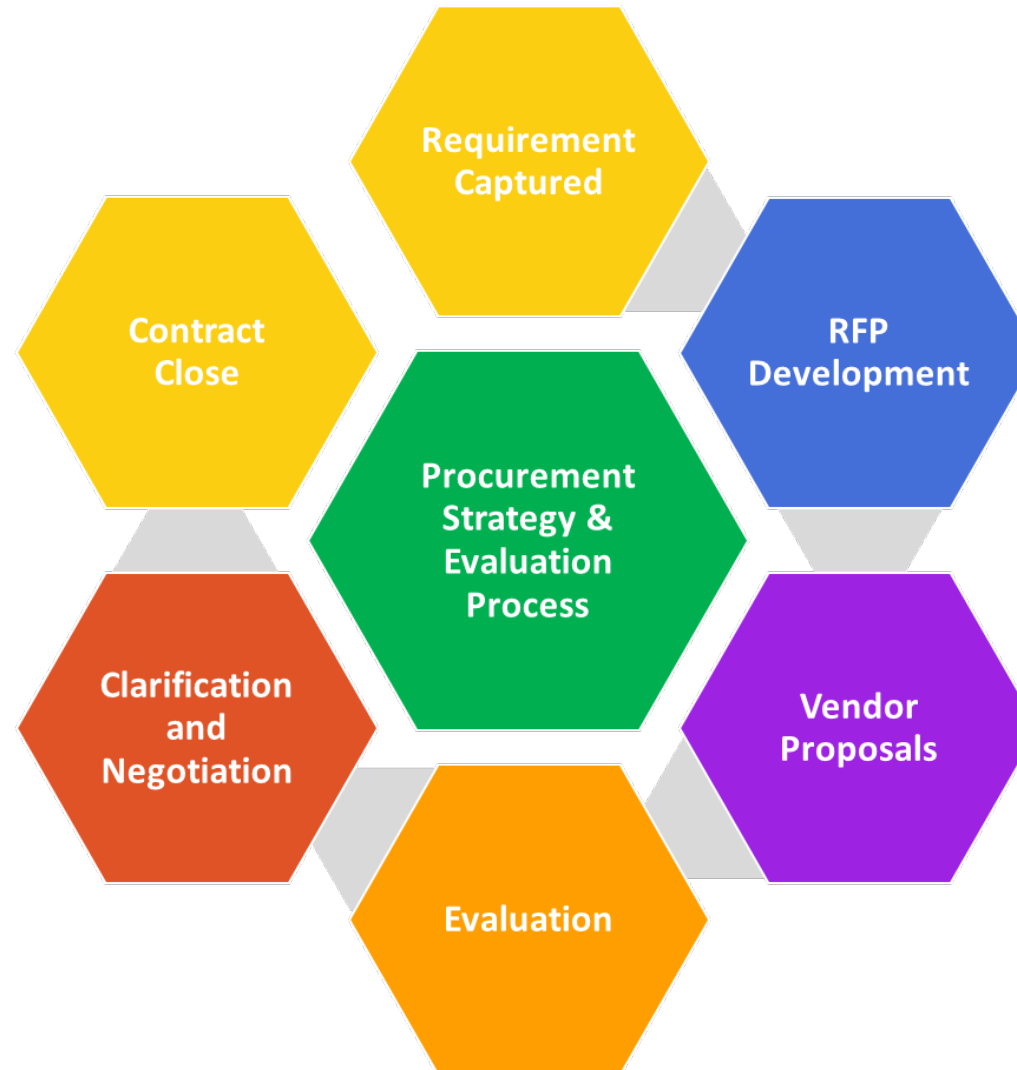 Requirement
Captured
RFP
Development
Vendor
Proposals
Evaluation
Clarification
and
Negotiation
Contract
Close
Procurement
Strategy &
Evaluation
Process